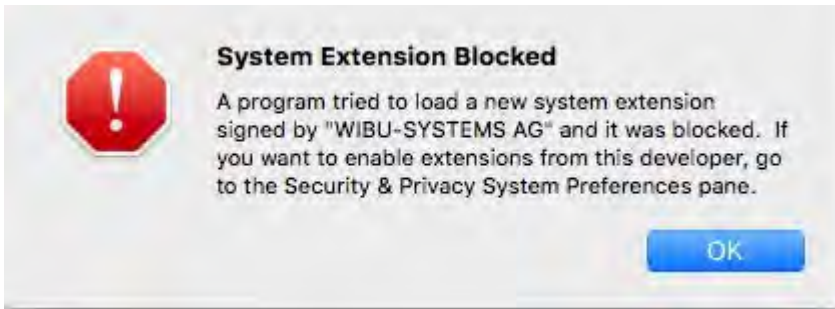 System Extension Blocked
A program tried to load a new system extension
signed by "WIBU-SYSTEMS AG" and it was blocked.  If
you want to enable extensions from this developer, go
to the Security & Privacy System Preferences pane.
OK